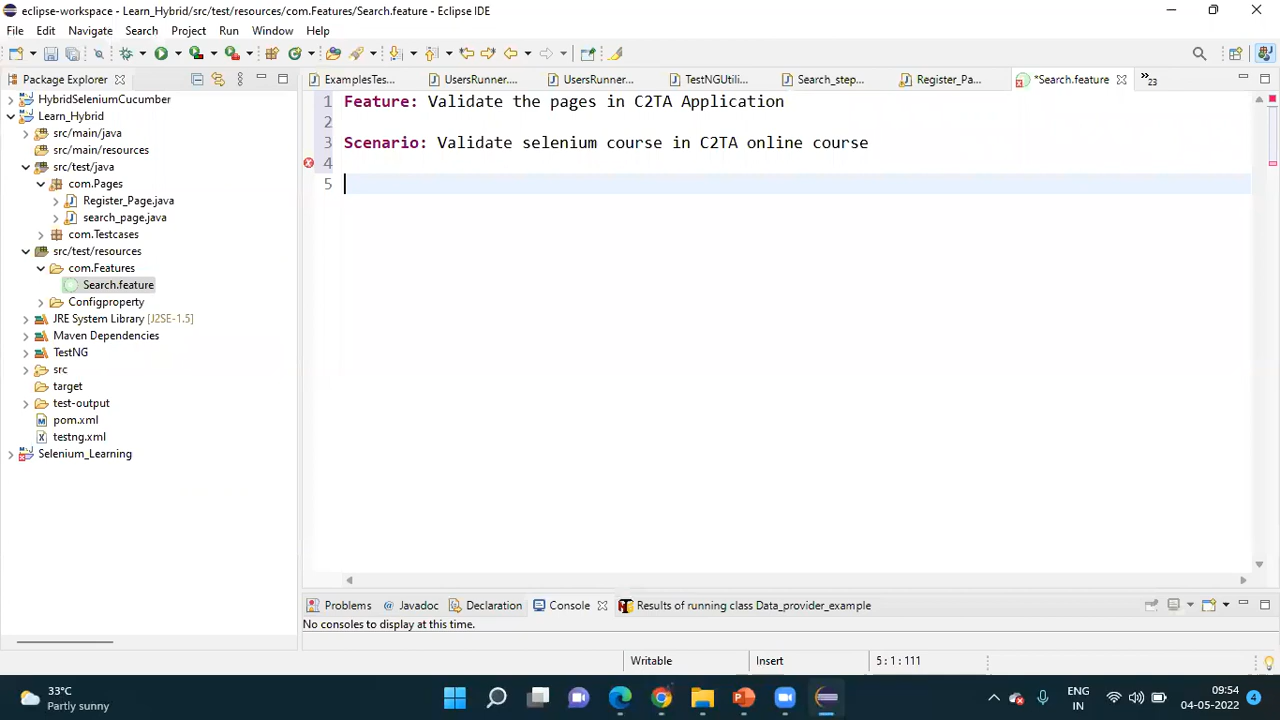 eclipse-workspace - Learn_Hybrid/src/test/resources/com.Features/Search.feature - Eclipse IDE
File Edit Navigate Search Project Run Window Help
Package Explorer
ExamplesTes...
UsersRunner....
UsersRunner...
TestNGUtili...
Search_step...
Register_Pa...
*Search.feature
»23
HybridSeleniumCucumber
Learn_Hybrid
src/main/java
src/main/resources
src/test/java
com.Pages
Register_Page.java
search_page.java
com.Testcases
src/test/resources
com.Features
Search.feature
Configproperty
JRE System Library [J2SE-1.5]
Maven Dependencies
TestNG
src
target
test-output
pom.xml
testng.xml
Selenium_Learning
1 Feature: Validate the pages in C2TA Application
2
3 Scenario: Validate selenium course in C2TA online course
4
5
Problems @ Javadoc Declaration Console Results of running class Data_provider_example
No consoles to display at this time.
Writable Insert 5 : 1 : 111
33°C
Partly sunny
ENG
IN
09:54
04-05-2022
4